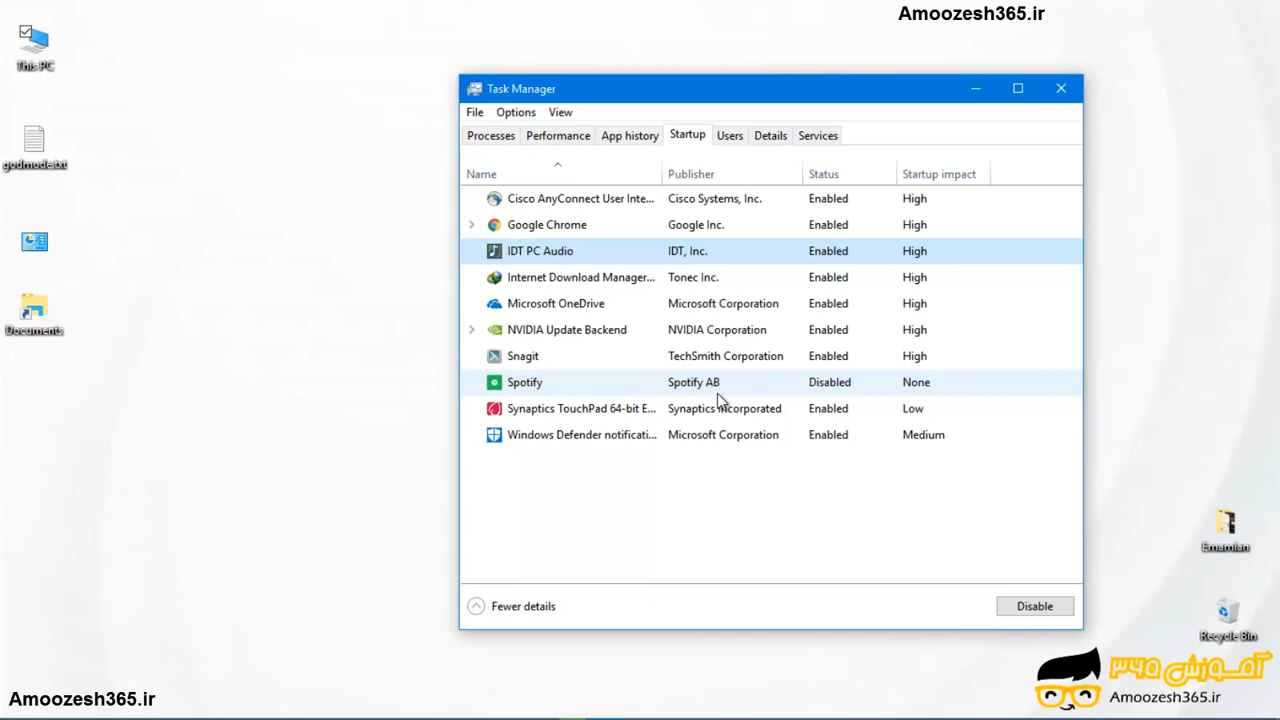 Amoozesh365.ir
This PC
godmode.txt
Documents
Task Manager
File Options View
Processes Performance App history Startup Users Details Services
Name Publisher Status Startup impact
Cisco AnyConnect User Inte... Cisco Systems, Inc. Enabled High
Google Chrome Google Inc. Enabled High
IDT PC Audio IDT, Inc. Enabled High
Internet Download Manager... Tonec Inc. Enabled High
Microsoft OneDrive Microsoft Corporation Enabled High
NVIDIA Update Backend NVIDIA Corporation Enabled High
Snagit TechSmith Corporation Enabled High
Spotify Spotify AB Disabled None
Synaptics TouchPad 64-bit E... Synaptics Incorporated Enabled Low
Windows Defender notificati... Microsoft Corporation Enabled Medium
Fewer details Disable
Emamian
Recycle Bin
آموزش ۳۶۵
Amoozesh365.ir
Amoozesh365.ir